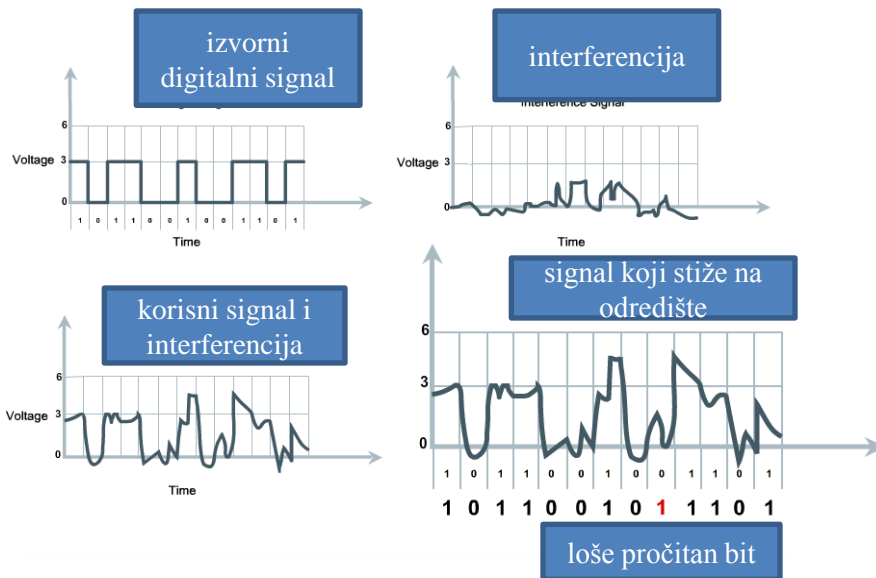 izvorni
digitalni signal
6
Voltage 3
0
1 0 1 1 0 0 1 0 0 1 1 0 1
Time
interferencija
Interference Signal
6
Voltage 3
0
Time
korisni signal i
interferencija
6
Voltage 3
0
Time
signal koji stiže na
odredište
6
3
0
1 0 1 1 0 0 1 0 0 1 1 0 1
1 0 1 1 0 0 1 0 1 1 1 0 1
loše pročitan bit